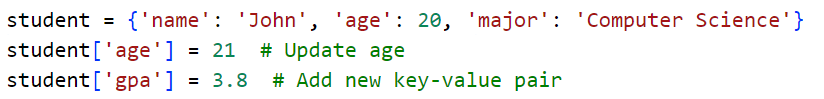 student = {'name': 'John', 'age': 20, 'major': 'Computer Science'}
student['age'] = 21  # Update age
student['gpa'] = 3.8  # Add new key-value pair